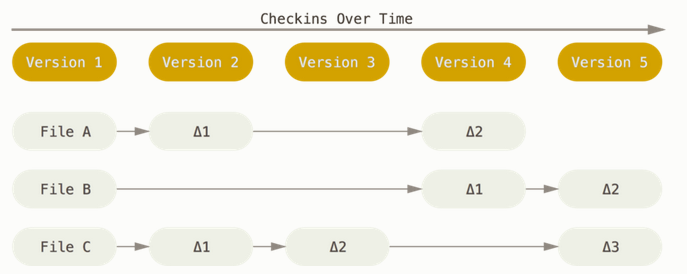 Checkins Over Time
Version 1 Version 2 Version 3 Version 4 Version 5
File A Δ1 Δ2
File B Δ1 Δ2
File C Δ1 Δ2 Δ3